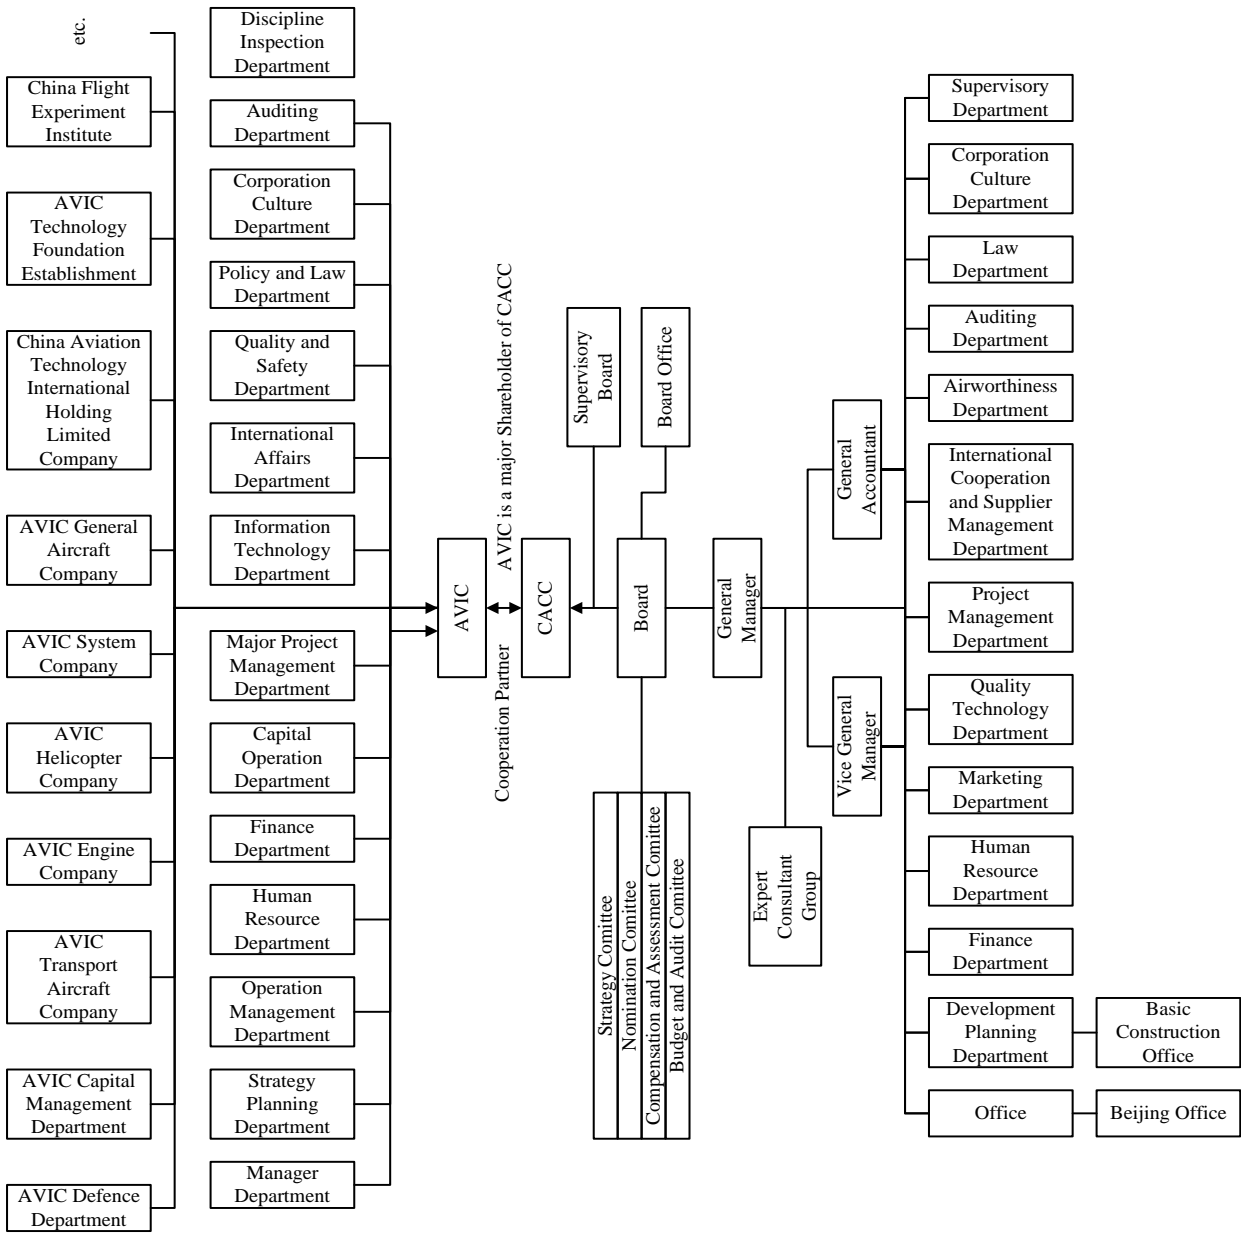 etc.
China Flight
Experiment
Institute
AVIC
Technology
Foundation
Establishment
China Aviation
Technology
International
Holding
Limited
Company
AVIC General
Aircraft
Company
AVIC System
Company
AVIC
Helicopter
Company
AVIC Engine
Company
AVIC
Transport
Aircraft
Company
AVIC Capital
Management
Department
AVIC Defence
Department
Discipline
Inspection
Department
Auditing
Department
Corporation
Culture
Department
Policy and Law
Department
Quality and
Safety
Department
International
Affairs
Department
Information
Technology
Department
Major Project
Management
Department
Capital
Operation
Department
Finance
Department
Human
Resource
Department
Operation
Management
Department
Strategy
Planning
Department
Manager
Department
AVIC
AVIC is a major Shareholder of CACC
Cooperation Partner
CACC
Supervisory
Board
Board Office
Board
Strategy Comittee
Nomination Comittee
Compensation and Assessment Comittee
Budget and Audit Comittee
General
Manager
Expert
Consultant
Group
General
Accountant
Vice General
Manager
Supervisory
Department
Corporation
Culture
Department
Law
Department
Auditing
Department
Airworthiness
Department
International
Cooperation
and Supplier
Management
Department
Project
Management
Department
Quality
Technology
Department
Marketing
Department
Human
Resource
Department
Finance
Department
Development
Planning
Department
Basic
Construction
Office
Office
Beijing Office